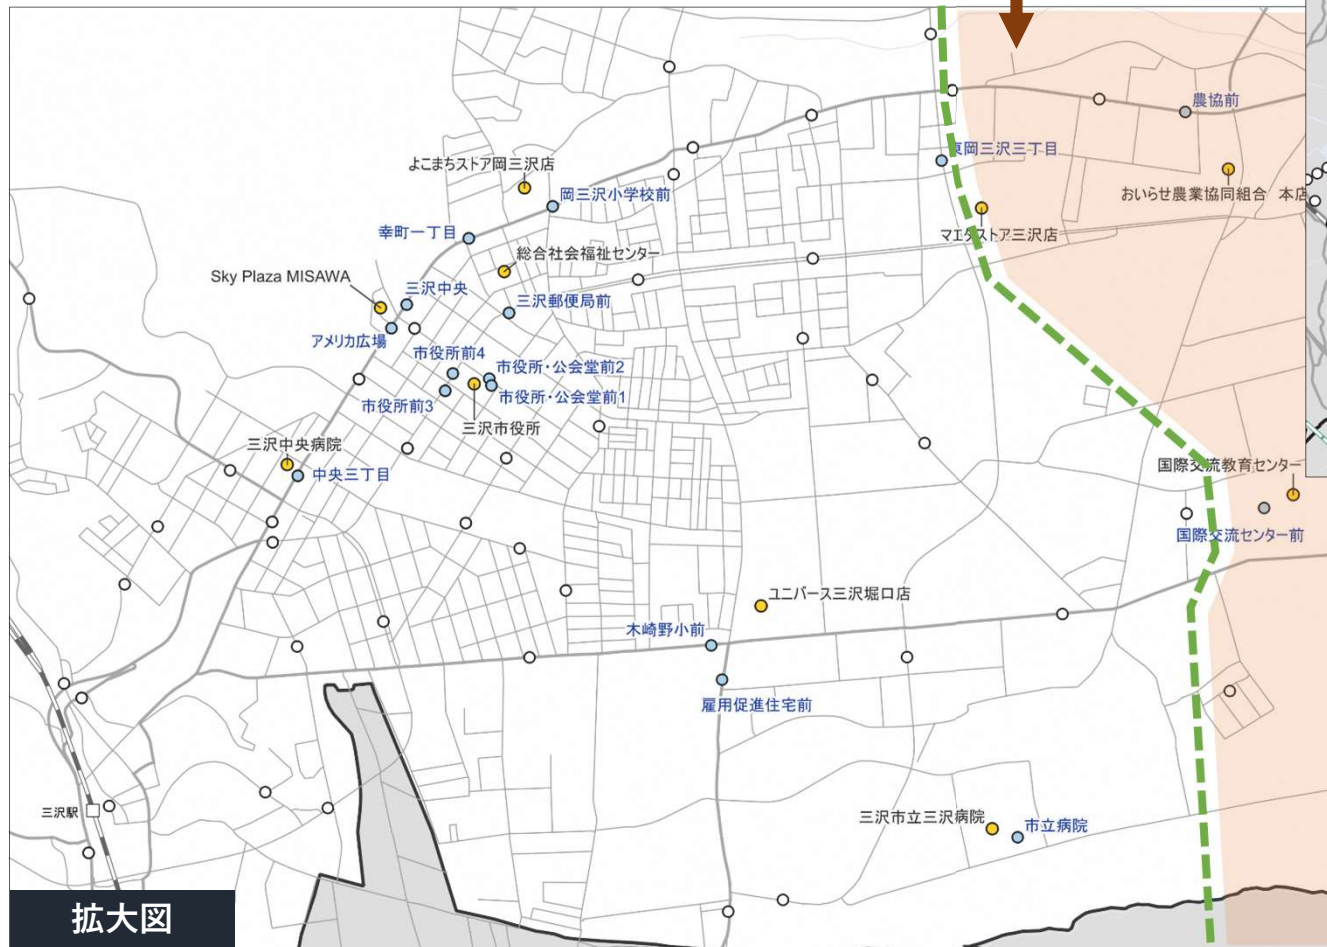 農協前
東岡三沢三丁目
よこまちストア岡三沢店
おいらせ農業協同組合 本店
岡三沢小学校前
幸町一丁目
マエダストア三沢店
総合社会福祉センター
Sky Plaza MISAWA
三沢中央
三沢郵便局前
アメリカ広場
市役所前4
市役所・公会堂前2
市役所・公会堂前1
市役所前3
三沢市役所
三沢中央病院
国際交流教育センター
中央三丁目
国際交流センター前
ユニバース三沢堀口店
木崎野小前
雇用促進住宅前
三沢駅
三沢市立三沢病院
市立病院
拡大図